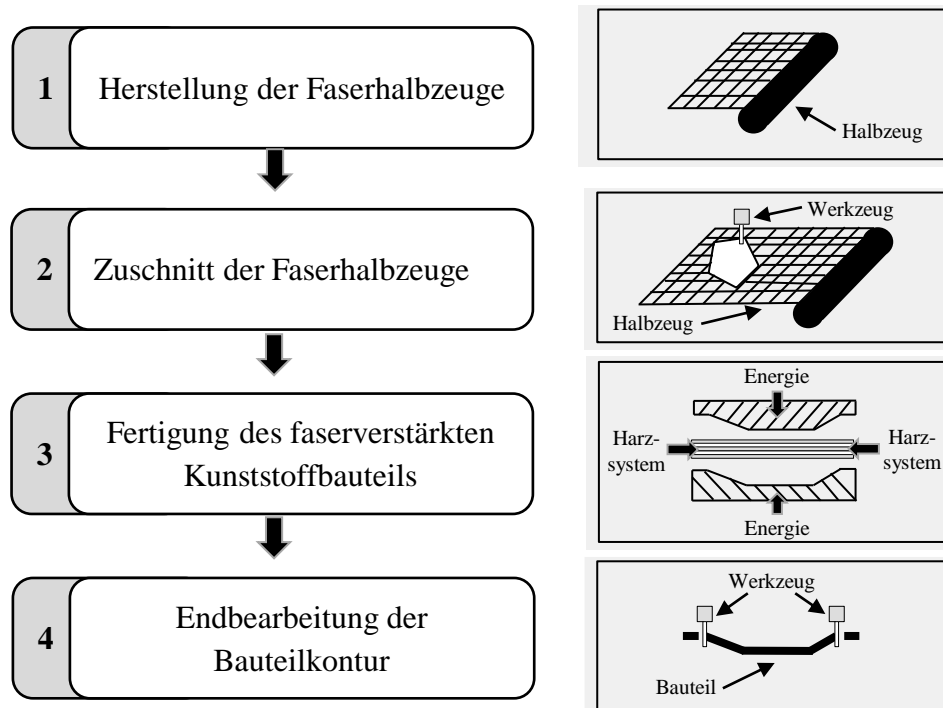 1
Herstellung der Faserhalbzeuge
Halbzeug
2
Zuschnitt der Faserhalbzeuge
Werkzeug
Halbzeug
3
Fertigung des faserverstärkten
Kunststoffbauteils
Energie
Harz-
system
Harz-
system
Energie
4
Endbearbeitung der
Bauteilkontur
Werkzeug
Bauteil